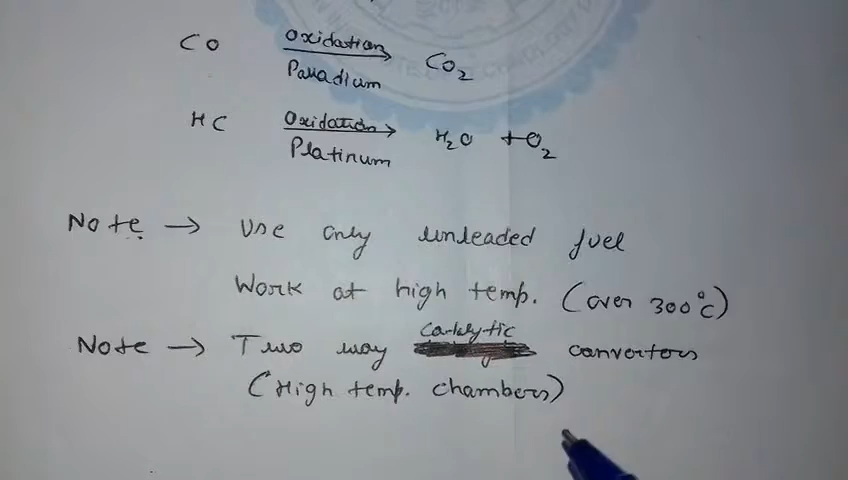 CO Oxidation CO2
Palladium
HC Oxidation H2O + O2
Platinum
Note → Use only unleaded fuel
Work at high temp. (over 300°C)
Note → Two way catalytic canvortors
(High temp. chambers)